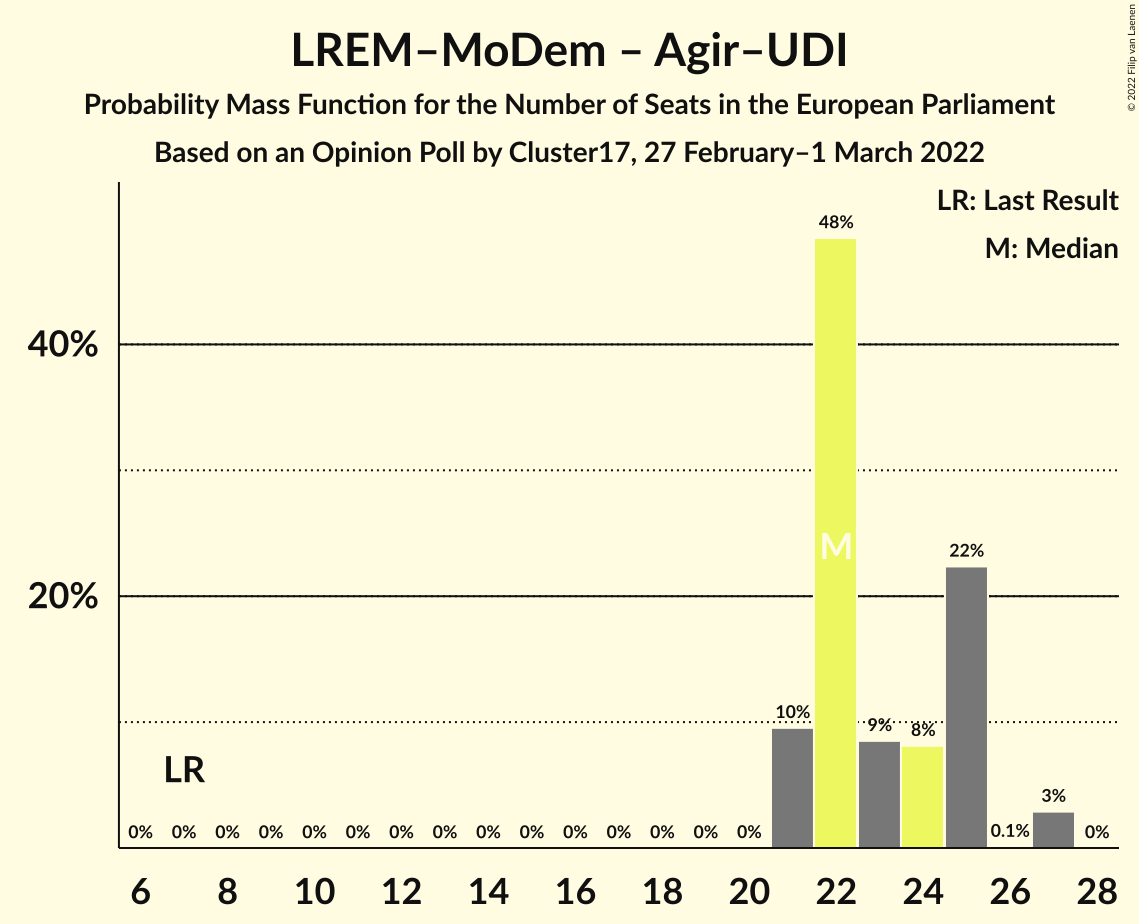 LREM–MoDem – Agir–UDI
Probability Mass Function for the Number of Seats in the European Parliament
Based on an Opinion Poll by Cluster17, 27 February–1 March 2022
© 2022 Filip van Laenen
LR: Last Result
M: Median
48%
40%
M
22%
20%
10%
9%
8%
LR
3%
0% 0% 0% 0% 0% 0% 0% 0% 0% 0% 0% 0% 0% 0% 0% 0.1% 0%
6 8 10 12 14 16 18 20 22 24 26 28